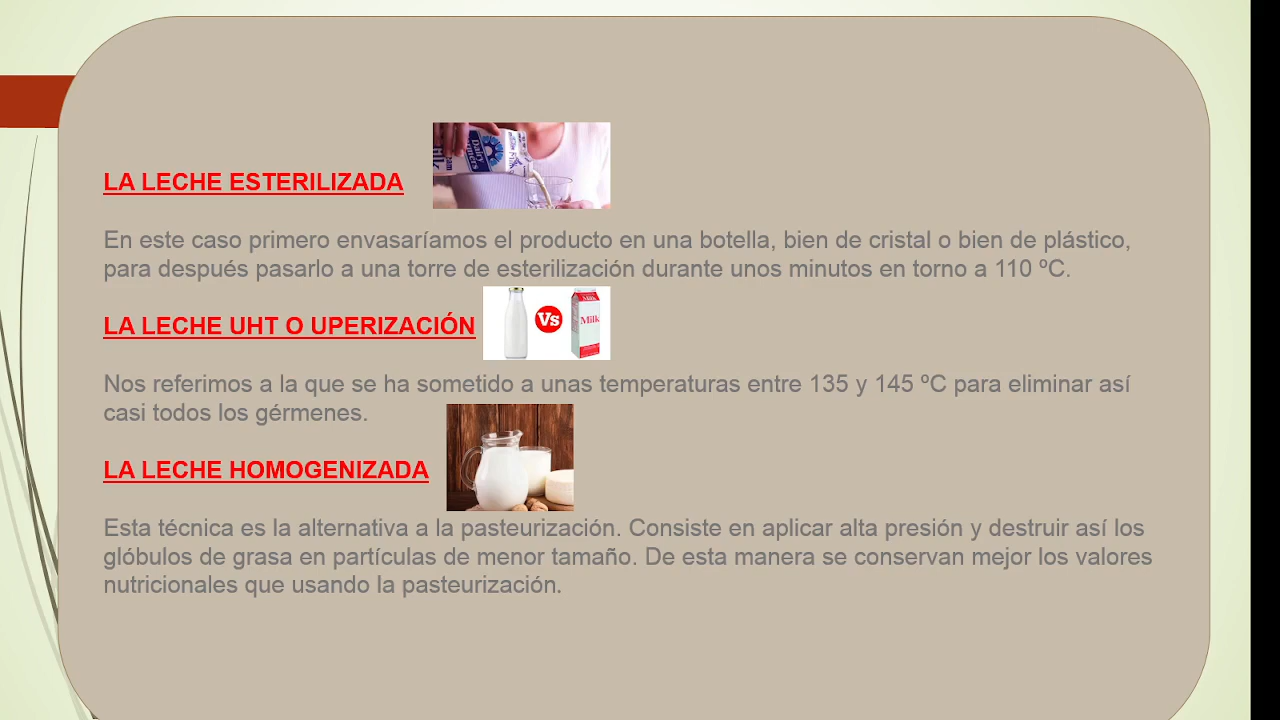 LA LECHE ESTERILIZADA
En este caso primero envasaríamos el producto en una botella, bien de cristal o bien de plástico,
para después pasarlo a una torre de esterilización durante unos minutos en torno a 110 ºC.
LA LECHE UHT O UPERIZACIÓN
Vs
Milk
Milk
Nos referimos a la que se ha sometido a unas temperaturas entre 135 y 145 ºC para eliminar así
casi todos los gérmenes.
LA LECHE HOMOGENIZADA
Esta técnica es la alternativa a la pasteurización. Consiste en aplicar alta presión y destruir así los
glóbulos de grasa en partículas de menor tamaño. De esta manera se conservan mejor los valores
nutricionales que usando la pasteurización.